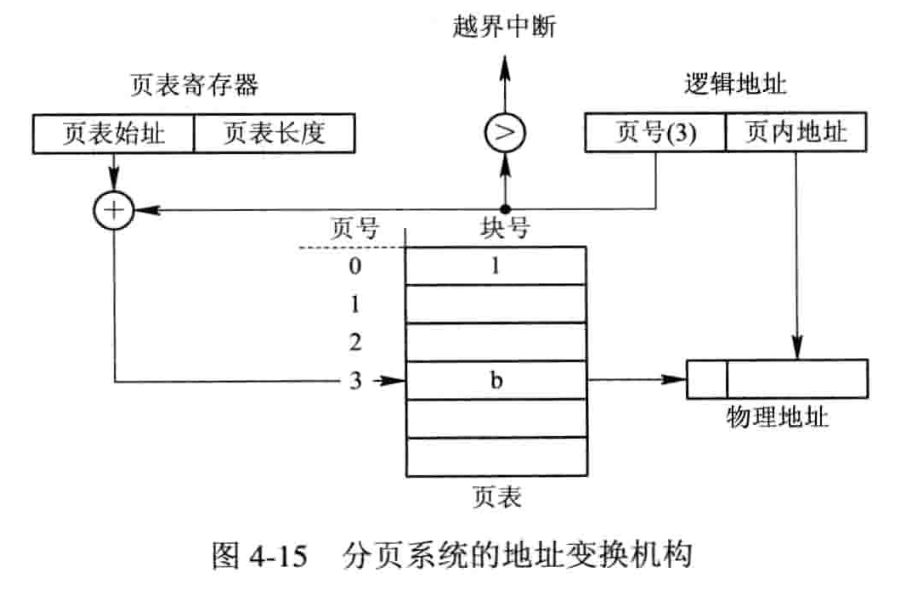 越界中断
页表寄存器
逻辑地址
页表始址 页表长度
>
页号(3) 页内地址
+
页号 块号
0 1
1
2
3 b
物理地址
页表
图 4-15 分页系统的地址变换机构